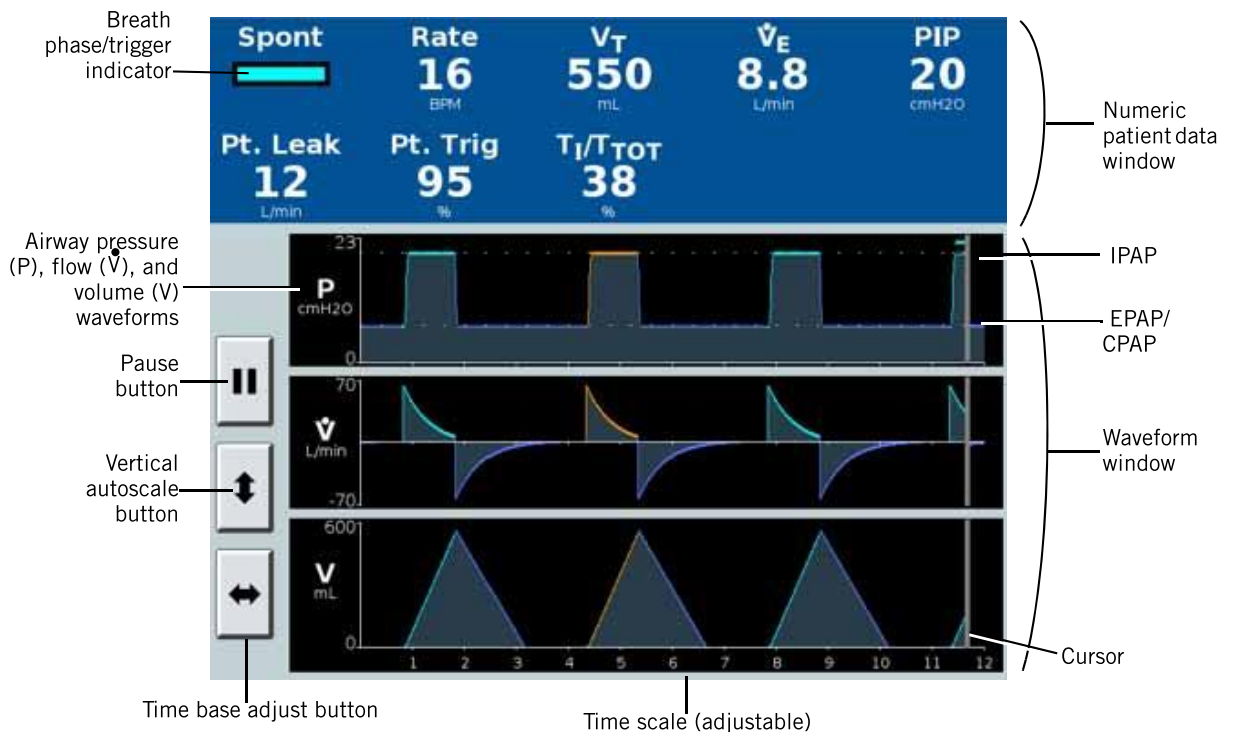 Breath
phase/trigger
indicator
Spont
Rate
16
BPM
VT
550
mL
V̇E
8.8
L/min
PIP
20
cmH2O
Pt. Leak
12
L/min
Pt. Trig
95
%
TI/TTOT
38
%
Numeric
patient data
window
Airway pressure
(P), flow (V̇), and
volume (V)
waveforms
23
P
cmH2O
0
IPAP
EPAP/
CPAP
Pause
button
70
V̇
L/min
-70
Vertical
autoscale
button
Waveform
window
600
V
mL
0
1 2 3 4 5 6 7 8 9 10 11 12
Cursor
Time base adjust button
Time scale (adjustable)